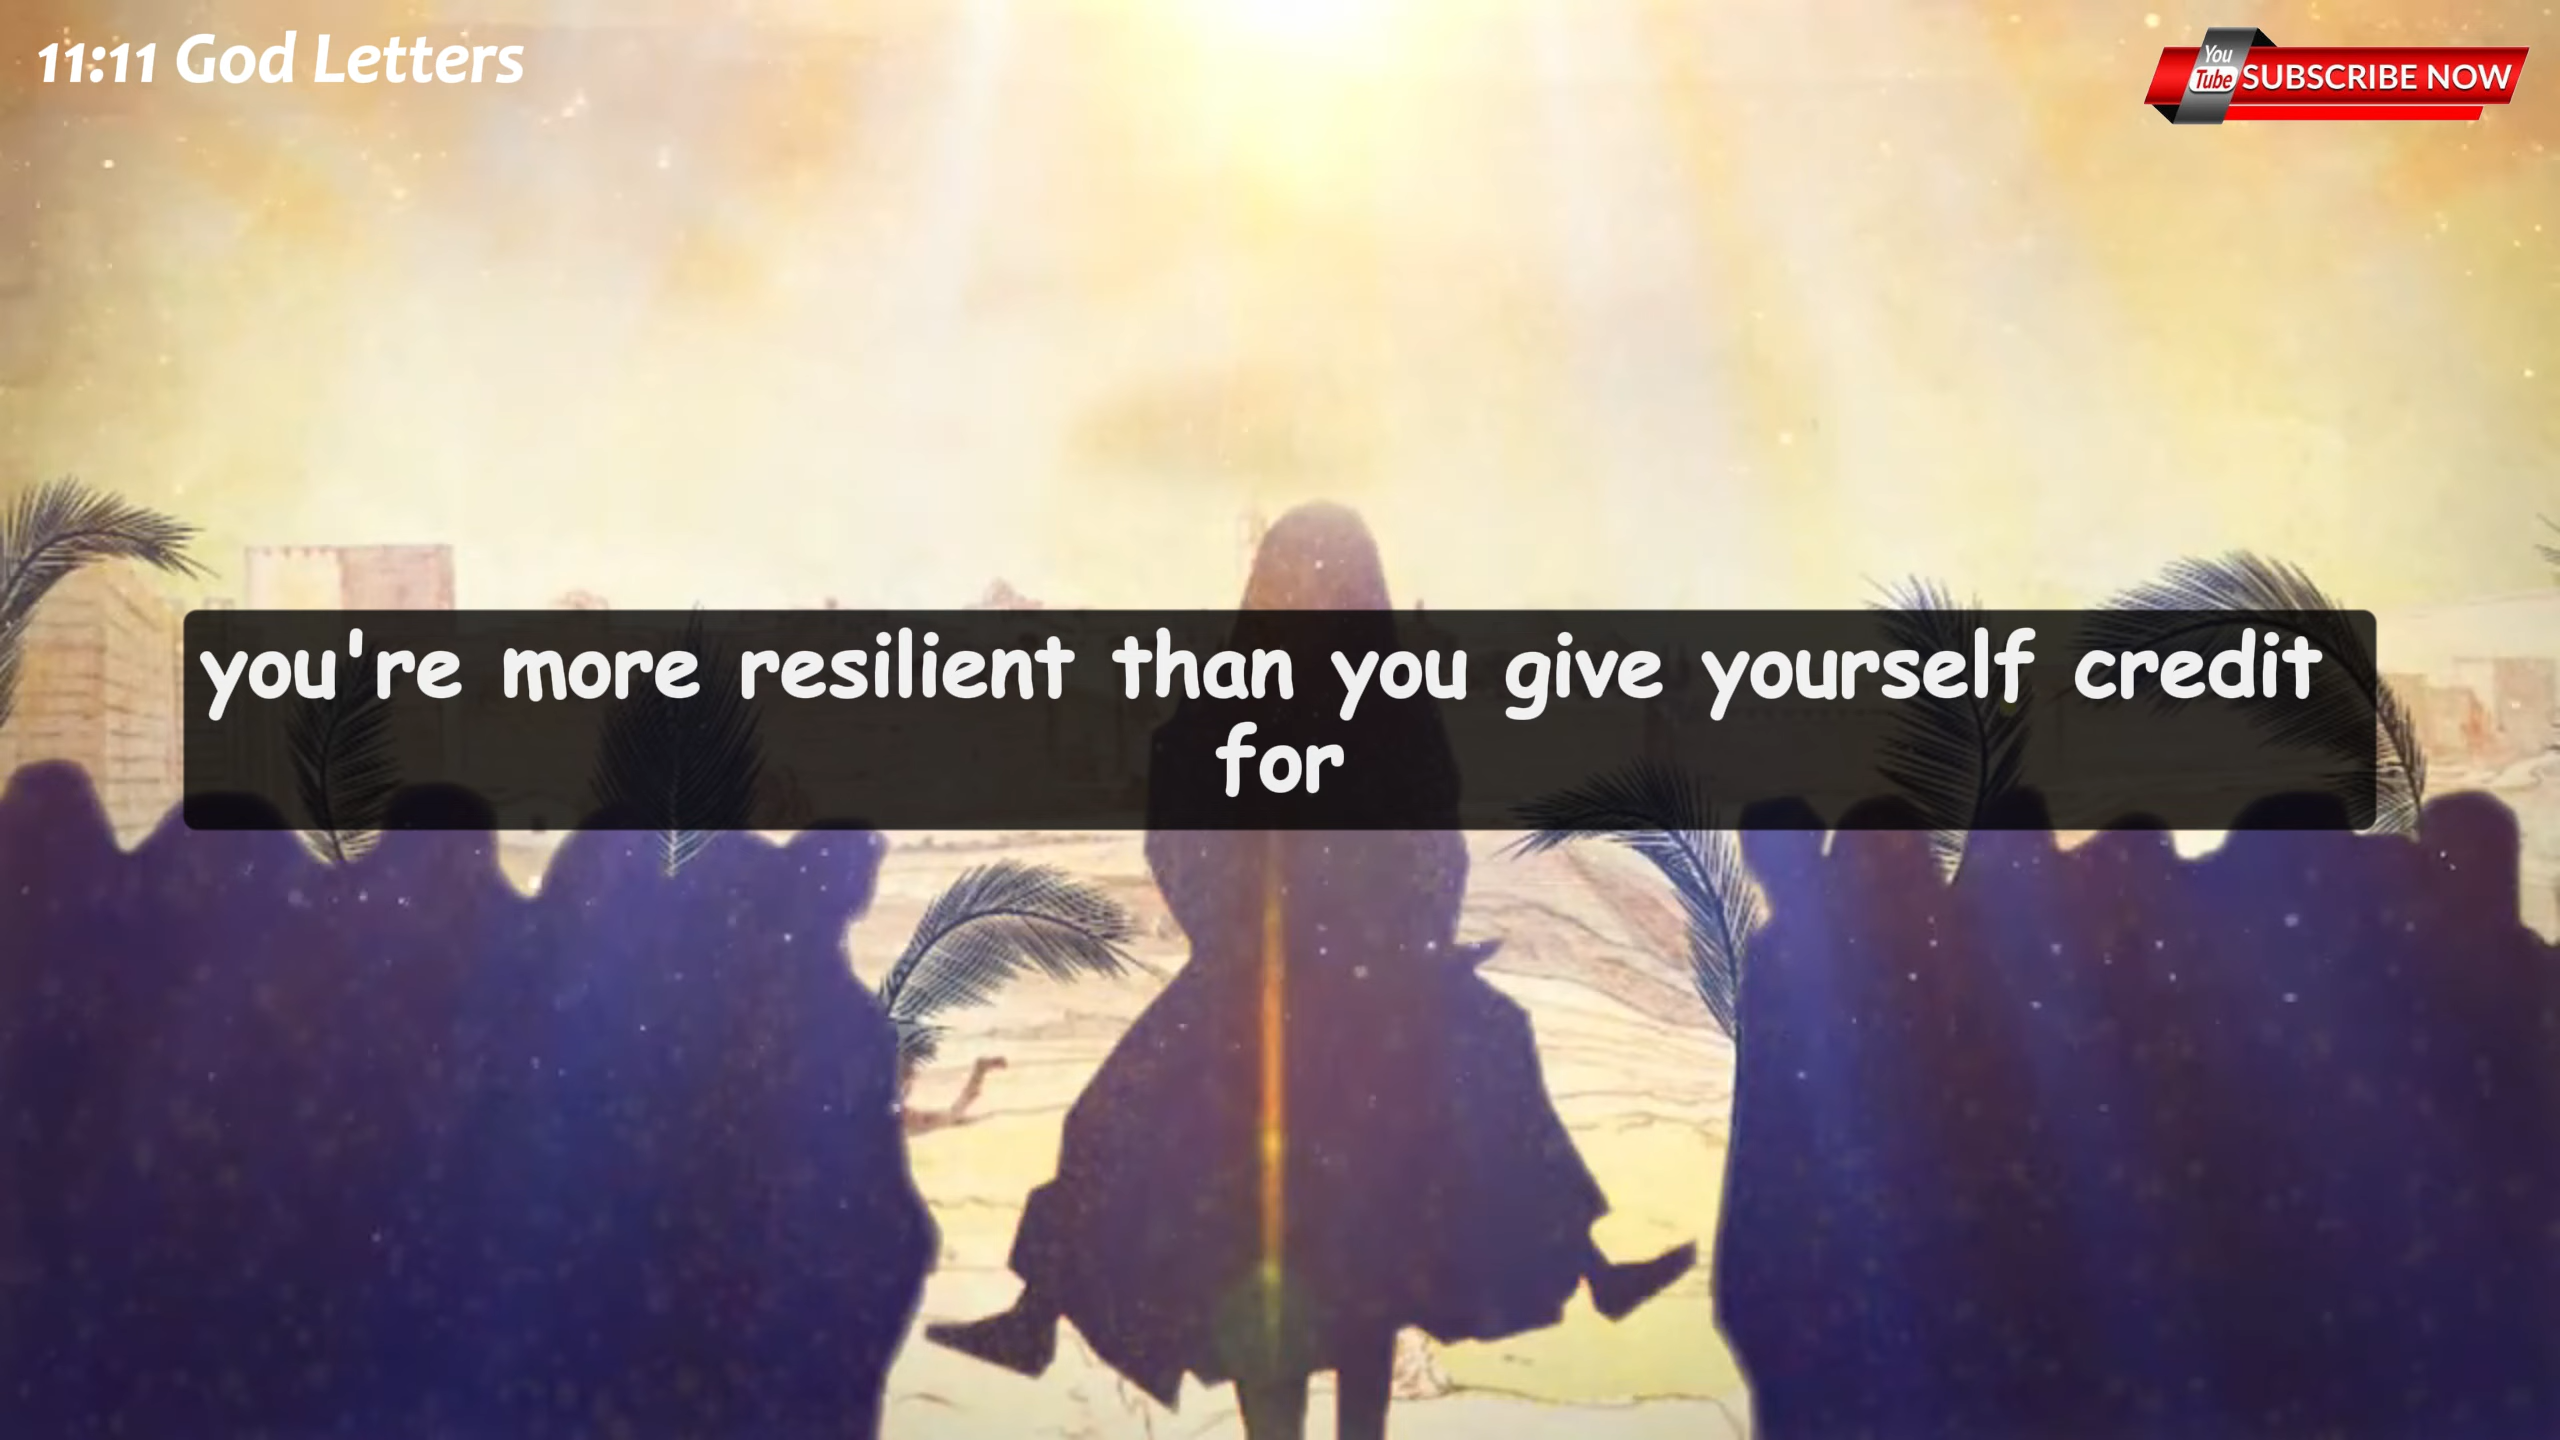 11:11 God Letters
You
Tube
SUBSCRIBE NOW
you're more resilient than you give yourself credit
for